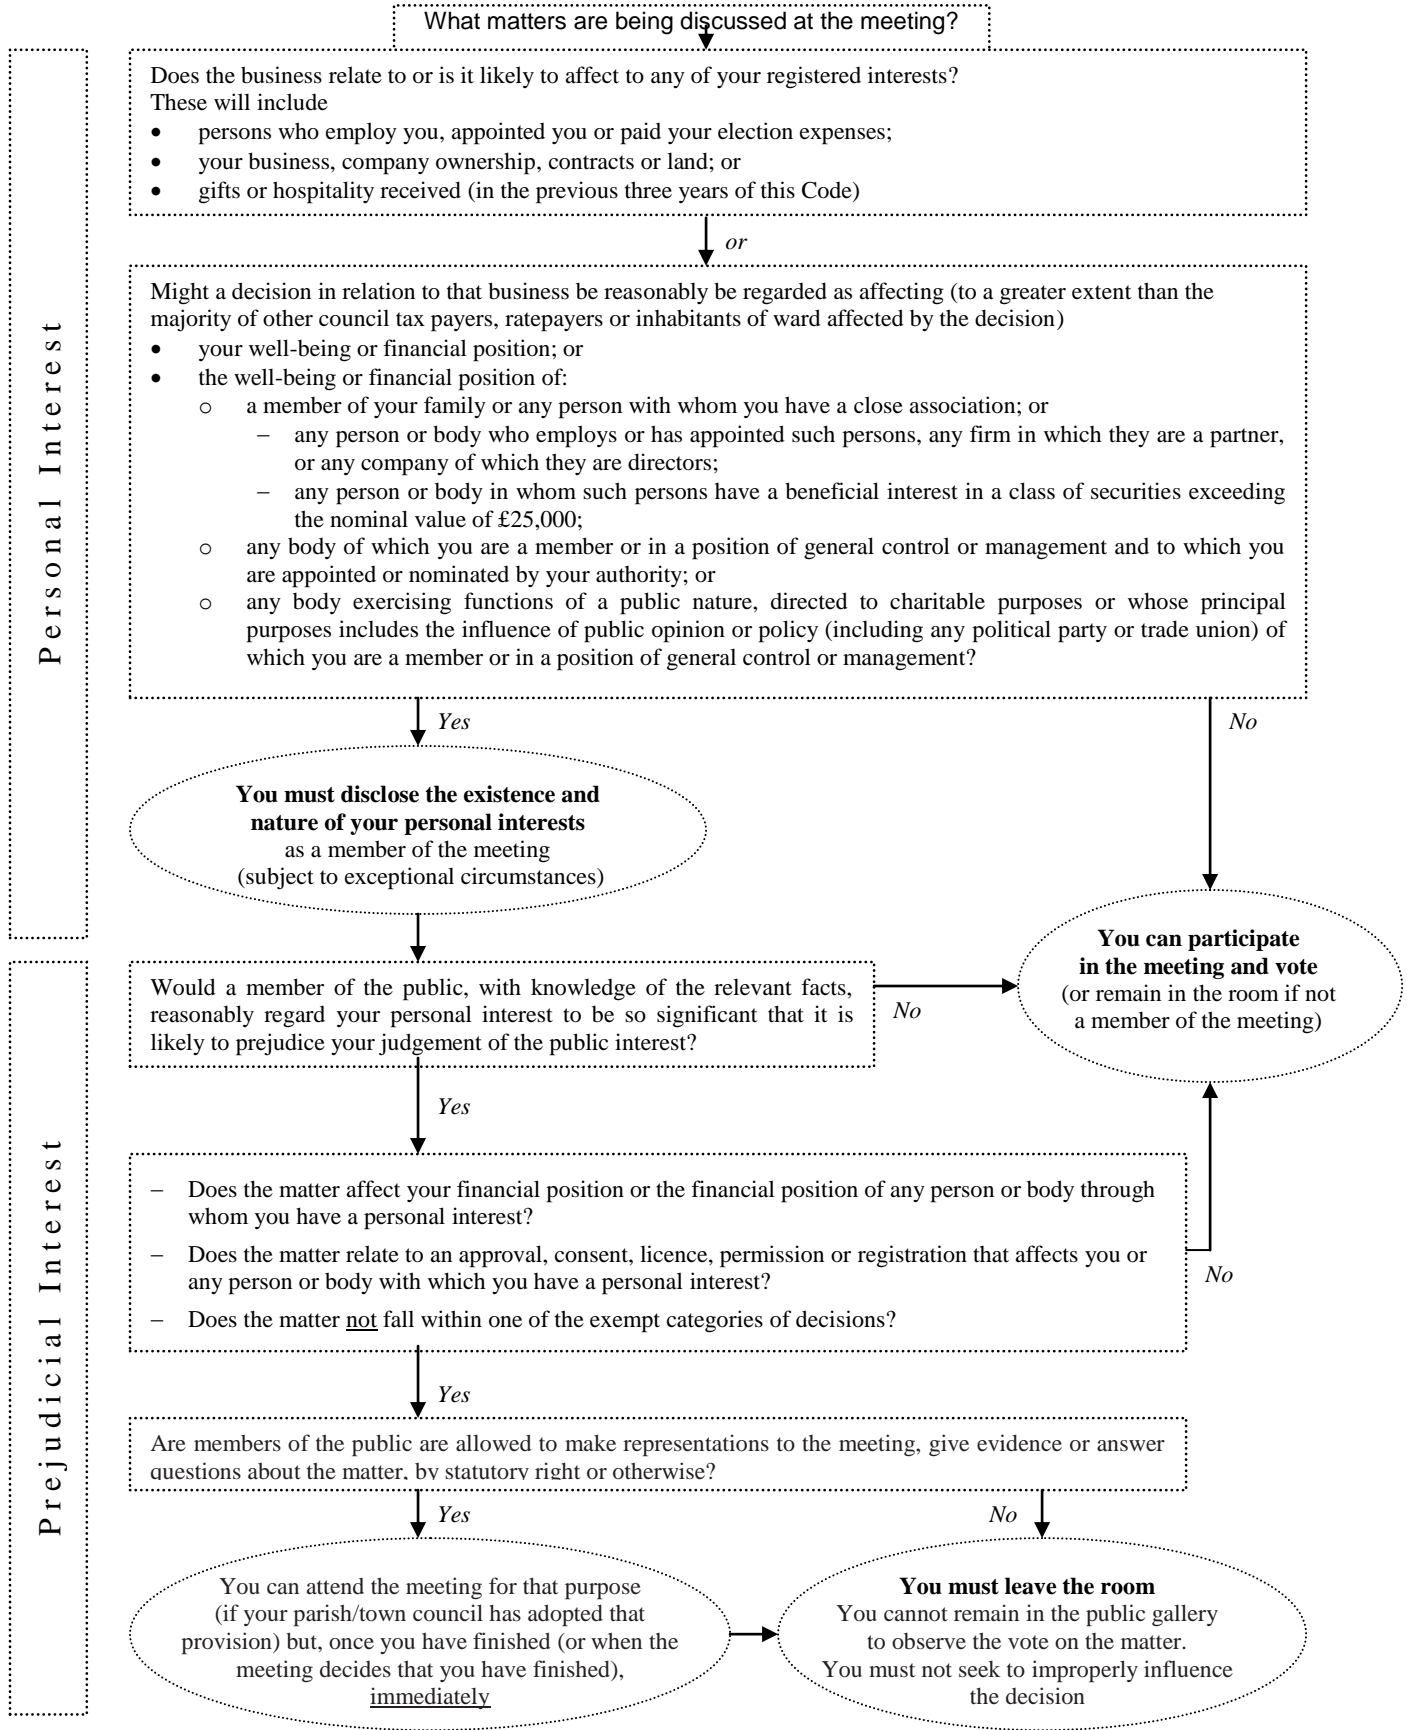 What matters are being discussed at the meeting?
Personal Interest
Does the business relate to or is it likely to affect to any of your registered interests?
These will include
• persons who employ you, appointed you or paid your election expenses;
• your business, company ownership, contracts or land; or
• gifts or hospitality received (in the previous three years of this Code)
or
Might a decision in relation to that business be reasonably be regarded as affecting (to a greater extent than the
majority of other council tax payers, ratepayers or inhabitants of ward affected by the decision)
• your well-being or financial position; or
• the well-being or financial position of:
o a member of your family or any person with whom you have a close association; or
– any person or body who employs or has appointed such persons, any firm in which they are a partner,
or any company of which they are directors;
– any person or body in whom such persons have a beneficial interest in a class of securities exceeding
the nominal value of £25,000;
o any body of which you are a member or in a position of general control or management and to which you
are appointed or nominated by your authority; or
o any body exercising functions of a public nature, directed to charitable purposes or whose principal
purposes includes the influence of public opinion or policy (including any political party or trade union) of
which you are a member or in a position of general control or management?
Yes
No
You must disclose the existence and
nature of your personal interests
as a member of the meeting
(subject to exceptional circumstances)
You can participate
in the meeting and vote
(or remain in the room if not
a member of the meeting)
Prejudicial Interest
Would a member of the public, with knowledge of the relevant facts,
reasonably regard your personal interest to be so significant that it is
likely to prejudice your judgement of the public interest?
No
Yes
– Does the matter affect your financial position or the financial position of any person or body through
whom you have a personal interest?
– Does the matter relate to an approval, consent, licence, permission or registration that affects you or
any person or body with which you have a personal interest?
– Does the matter not fall within one of the exempt categories of decisions?
No
Yes
Are members of the public are allowed to make representations to the meeting, give evidence or answer
questions about the matter, by statutory right or otherwise?
Yes
No
You can attend the meeting for that purpose
(if your parish/town council has adopted that
provision) but, once you have finished (or when the
meeting decides that you have finished),
immediately
You must leave the room
You cannot remain in the public gallery
to observe the vote on the matter.
You must not seek to improperly influence
the decision